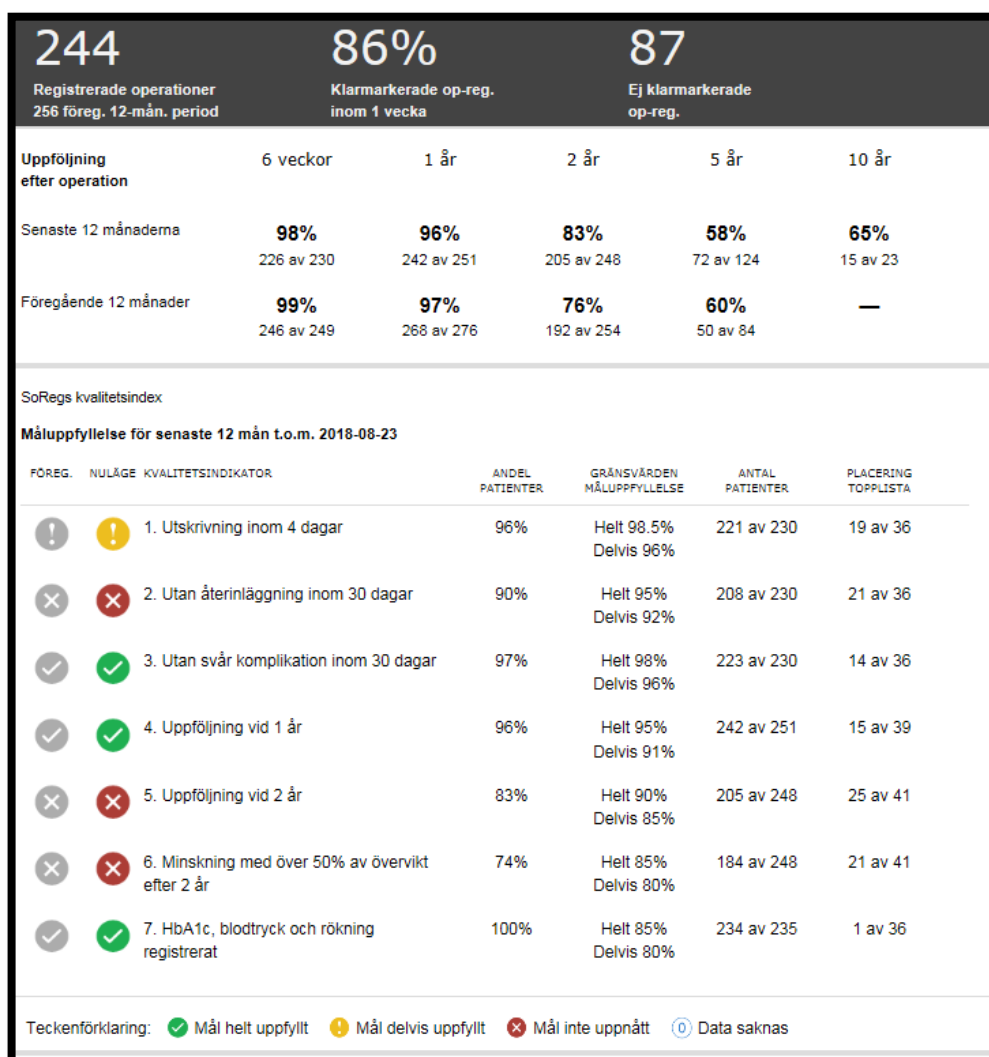 244 86% 87
Registrerade operationer Klarmarkerade op-reg. Ej klarmarkerade
256 föreg. 12-mån. period inom 1 vecka op-reg.
Uppföljning 6 veckor 1 år 2 år 5 år 10 år
efter operation
Senaste 12 månaderna 98% 96% 83% 58% 65%
226 av 230 242 av 251 205 av 248 72 av 124 15 av 23
Föregående 12 månader 99% 97% 76% 60% —
246 av 249 268 av 276 192 av 254 50 av 84
SoRegs kvalitetsindex
Måluppfyllelse för senaste 12 mån t.o.m. 2018-08-23
FÖREG. NULÄGE KVALITETSINDIKATOR ANDEL GRÄNSVÄRDEN ANTAL PLACERING
PATIENTER MÅLUPPFYLLELSE PATIENTER TOPPLISTA
1. Utskrivning inom 4 dagar 96% Helt 98.5% 221 av 230 19 av 36
Delvis 96%
2. Utan återinläggning inom 30 dagar 90% Helt 95% 208 av 230 21 av 36
Delvis 92%
3. Utan svår komplikation inom 30 dagar 97% Helt 98% 223 av 230 14 av 36
Delvis 96%
4. Uppföljning vid 1 år 96% Helt 95% 242 av 251 15 av 39
Delvis 91%
5. Uppföljning vid 2 år 83% Helt 90% 205 av 248 25 av 41
Delvis 85%
6. Minskning med över 50% av övervikt 74% Helt 85% 184 av 248 21 av 41
efter 2 år Delvis 80%
7. HbA1c, blodtryck och rökning 100% Helt 85% 234 av 235 1 av 36
registrerat Delvis 80%
Teckenförklaring: Mål helt uppfyllt Mål delvis uppfyllt Mål inte uppnått 0 Data saknas